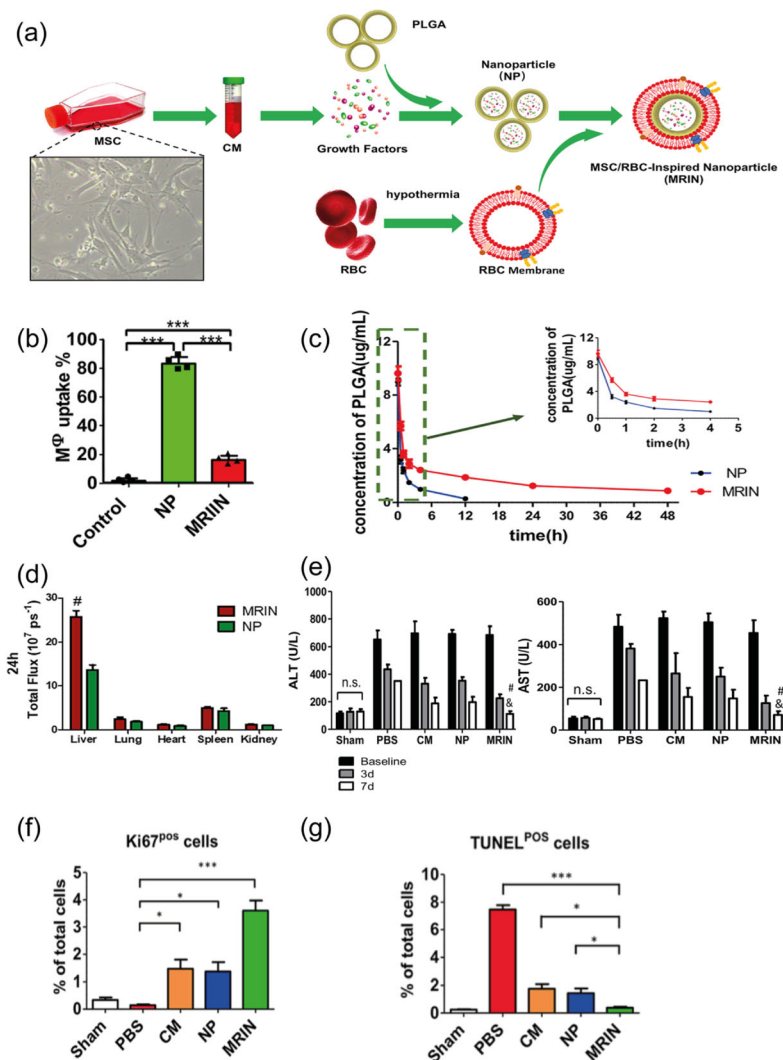 (a)
PLGA
Nanoparticle
(NP)
MSC
CM
Growth Factors
MSC/RBC-Inspired Nanoparticle
(MRIN)
hypothermia
RBC
RBC Membrane
(b)
MΦ uptake %
100
80
60
40
20
0
***
*** ***
Control
NP
MRIIN
(c)
concentration of PLGA(ug/mL)
12
8
4
0
0 6 12 18 24 30 36 42 48
time(h)
concentration of
PLGA(ug/mL)
12
9
6
3
0
0 1 2 3 4 5
time(h)
NP
MRIN
(d)
24h
Total Flux (10⁷ ps⁻¹)
30
25
20
15
10
5
0
#
MRIN
NP
Liver Lung Heart Spleen Kidney
(e)
ALT (U/L)
1000
800
600
400
200
0
n.s.
#
&
Sham PBS CM NP MRIN
Baseline
3d
7d
AST (U/L)
600
400
200
0
n.s.
#
&
Sham PBS CM NP MRIN
(f)
Ki67pos cells
% of total cells
5
4
3
2
1
0
***
*
*
Sham
PBS
CM
NP
MRIN
(g)
TUNELPOS cells
% of total cells
10
8
6
4
2
0
***
*
*
Sham
PBS
CM
NP
MRIN